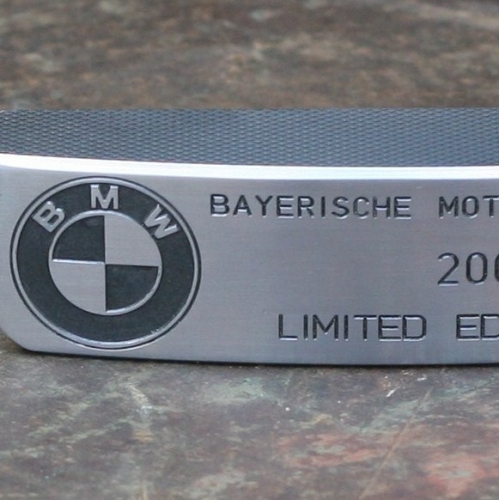 BMW
BAYERISCHE MOT
200
LIMITED ED